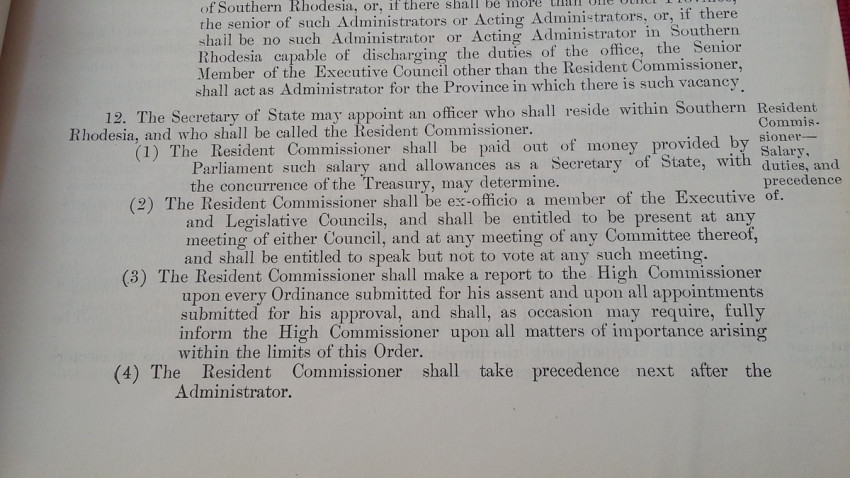 of Southern Rhodesia, or, if there shall be more than one other Province,
the senior of such Administrators or Acting Administrators, or, if there
shall be no such Administrator or Acting Administrator in Southern
Rhodesia capable of discharging the duties of the office, the Senior
Member of the Executive Council other than the Resident Commissioner,
shall act as Administrator for the Province in which there is such vacancy.
12. The Secretary of State may appoint an officer who shall reside within Southern
Rhodesia, and who shall be called the Resident Commissioner.
(1) The Resident Commissioner shall be paid out of money provided by
Parliament such salary and allowances as a Secretary of State, with
the concurrence of the Treasury, may determine.
(2) The Resident Commissioner shall be ex-officio a member of the Executive
and Legislative Councils, and shall be entitled to be present at any
meeting of either Council, and at any meeting of any Committee thereof,
and shall be entitled to speak but not to vote at any such meeting.
(3) The Resident Commissioner shall make a report to the High Commissioner
upon every Ordinance submitted for his assent and upon all appointments
submitted for his approval, and shall, as occasion may require, fully
inform the High Commissioner upon all matters of importance arising
within the limits of this Order.
(4) The Resident Commissioner shall take precedence next after the
Administrator.
Resident
Commis-
sioner—
Salary,
duties, and
precedence
of.